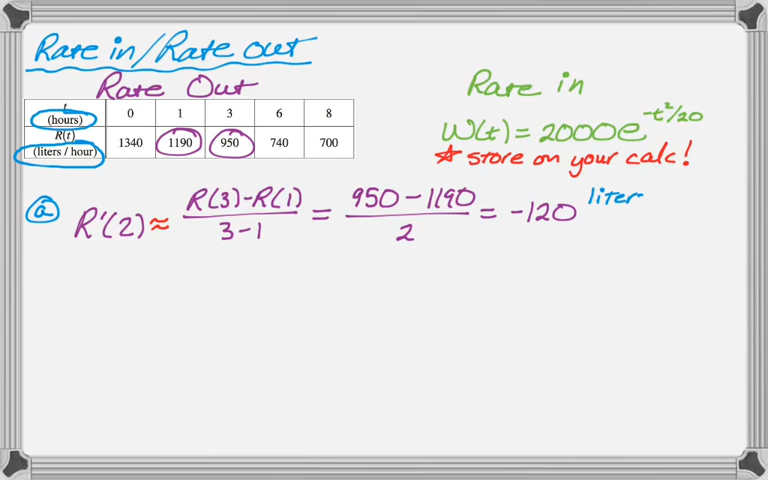 Rate in/Rate out
Rate Out
t (hours) 0 1 3 6 8
R(t) (liters / hour) 1340 1190 950 740 700
Rate in
W(t) = 2000e^{-t²/20}
☆ store on your calc!
ⓐ R'(2) ≈ \frac{R(3)-R(1)}{3-1} = \frac{950-1190}{2} = -120 liter